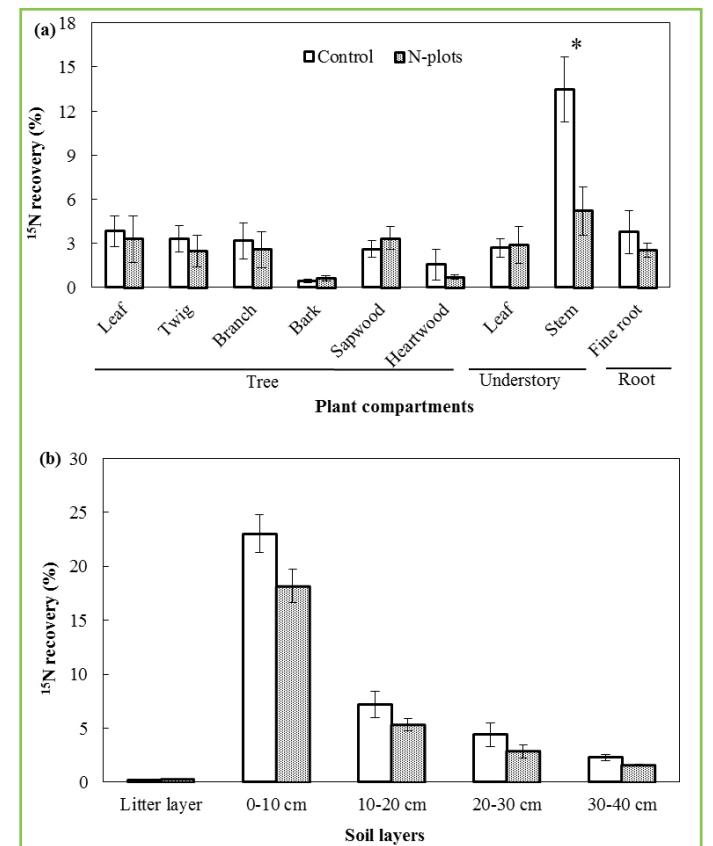 (a)
18
15
12
9
6
3
0
¹⁵N recovery (%)
Control N-plots
*
Leaf Twig Branch Bark Sapwood Heartwood Leaf Stem Fine root
Tree Understory Root
Plant compartments
(b)
30
25
20
15
10
5
0
¹⁵N recovery (%)
Litter layer 0-10 cm 10-20 cm 20-30 cm 30-40 cm
Soil layers